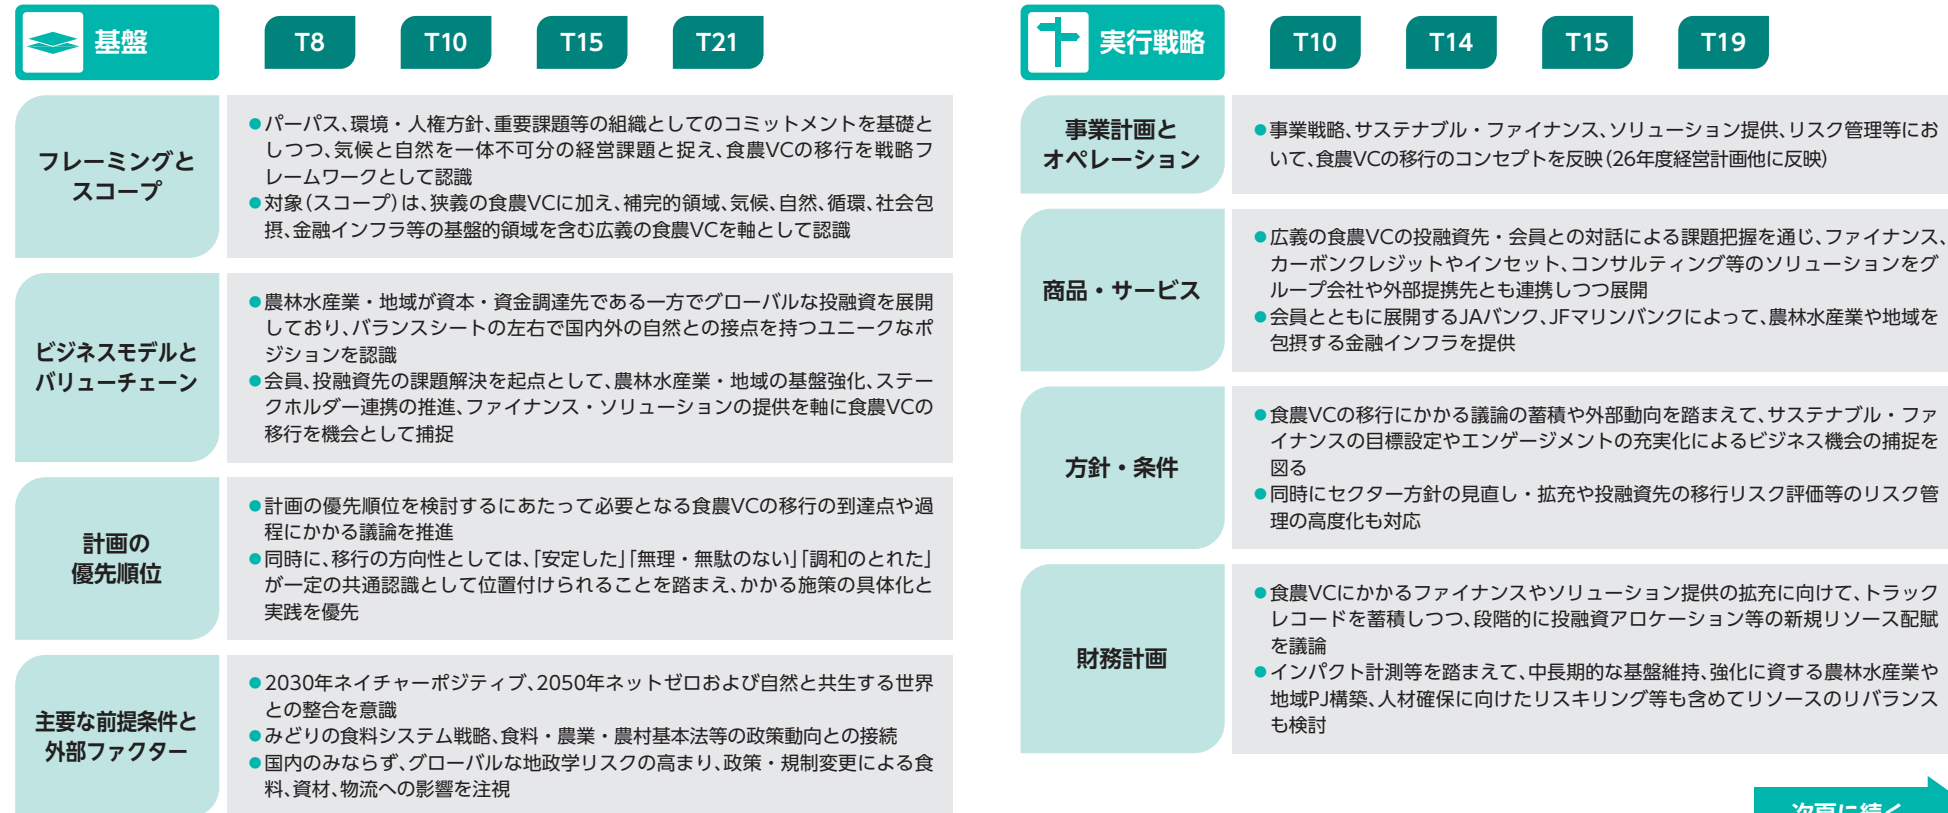 基盤
T8
T10
T15
T21
フレーミングと
スコープ
●パーパス、環境・人権方針、重要課題等の組織としてのコミットメントを基礎と
しつつ、気候と自然を一体不可分の経営課題と捉え、食農VCの移行を戦略フ
レームワークとして認識
●対象(スコープ)は、狭義の食農VCに加え、補完的領域、気候、自然、循環、社会包
摂、金融インフラ等の基盤的領域を含む広義の食農VCを軸として認識
ビジネスモデルと
バリューチェーン
●農林水産業・地域が資本・資金調達先である一方でグローバルな投融資を展開
しており、バランスシートの左右で国内外の自然との接点を持つユニークなポ
ジションを認識
●会員、投融資先の課題解決を起点として、農林水産業・地域の基盤強化、ステー
クホルダー連携の推進、ファイナンス・ソリューションの提供を軸に食農VCの
移行を機会として捕捉
計画の
優先順位
●計画の優先順位を検討するにあたって必要となる食農VCの移行の到達点や過
程にかかる議論を推進
●同時に、移行の方向性としては、「安定した」「無理・無駄のない」「調和のとれた」
が一定の共通認識として位置付けられることを踏まえ、かかる施策の具体化と
実践を優先
主要な前提条件と
外部ファクター
●2030年ネイチャーポジティブ、2050年ネットゼロおよび自然と共生する世界
との整合を意識
●みどりの食料システム戦略、食料・農業・農村基本法等の政策動向との接続
●国内のみならず、グローバルな地政学リスクの高まり、政策・規制変更による食
料、資材、物流への影響を注視
実行戦略
T10
T14
T15
T19
事業計画と
オペレーション
●事業戦略、サステナブル・ファイナンス、ソリューション提供、リスク管理等にお
いて、食農VCの移行のコンセプトを反映(26年度経営計画他に反映)
商品・サービス
●広義の食農VCの投融資先・会員との対話による課題把握を通じ、ファイナンス、
カーボンクレジットやインセット、コンサルティング等のソリューションをグ
ループ会社や外部提携先とも連携しつつ展開
●会員とともに展開するJAバンク、JFマリンバンクによって、農林水産業や地域を
包摂する金融インフラを提供
方針・条件
●食農VCの移行にかかる議論の蓄積や外部動向を踏まえて、サステナブル・ファ
イナンスの目標設定やエンゲージメントの充実化によるビジネス機会の捕捉を
図る
●同時にセクター方針の見直し・拡充や投融資先の移行リスク評価等のリスク管
理の高度化も対応
財務計画
●食農VCにかかるファイナンスやソリューション提供の拡充に向けて、トラック
レコードを蓄積しつつ、段階的に投融資アロケーション等の新規リソース配賦
を議論
●インパクト計測等を踏まえて、中長期的な基盤維持、強化に資する農林水産業や
地域PJ構築、人材確保に向けたリスキリング等も含めてリソースのリバランス
も検討
次頁に続く